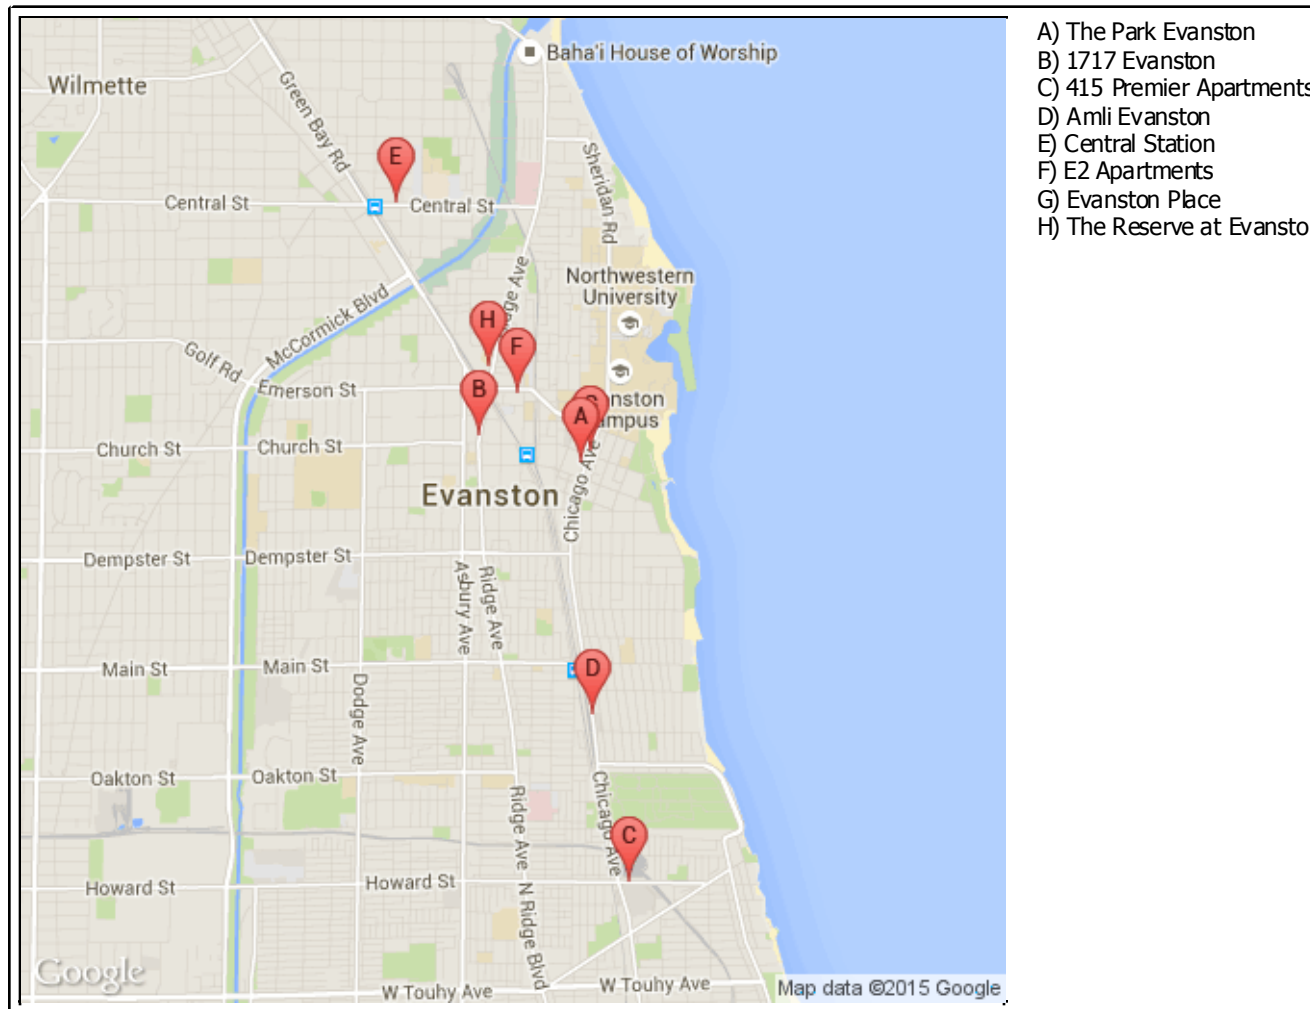 A) The Park Evanston
B) 1717 Evanston
C) 415 Premier Apartments
D) Amli Evanston
E) Central Station
F) E2 Apartments
G) Evanston Place
H) The Reserve at Evansto
Baha'i House of Worship
Wilmette
Green Bay Rd
E
Sheridan Rd
Central St
Central St
Northwestern
University
McCormick Blvd
H
F
Golf Rd
Emerson St
B
A
Church St
Church St
Chicago Ave
Evanston
Dempster St
Dempster St
Asbury Ave
Ridge Ave
Main St
Main St
D
Dodge Ave
Oakton St
Oakton St
Ridge Ave
Chicago Ave
C
Howard St
Howard St
N Ridge Blvd
Google
W Touhy Ave
W Touhy Ave
Map data ©2015 Google